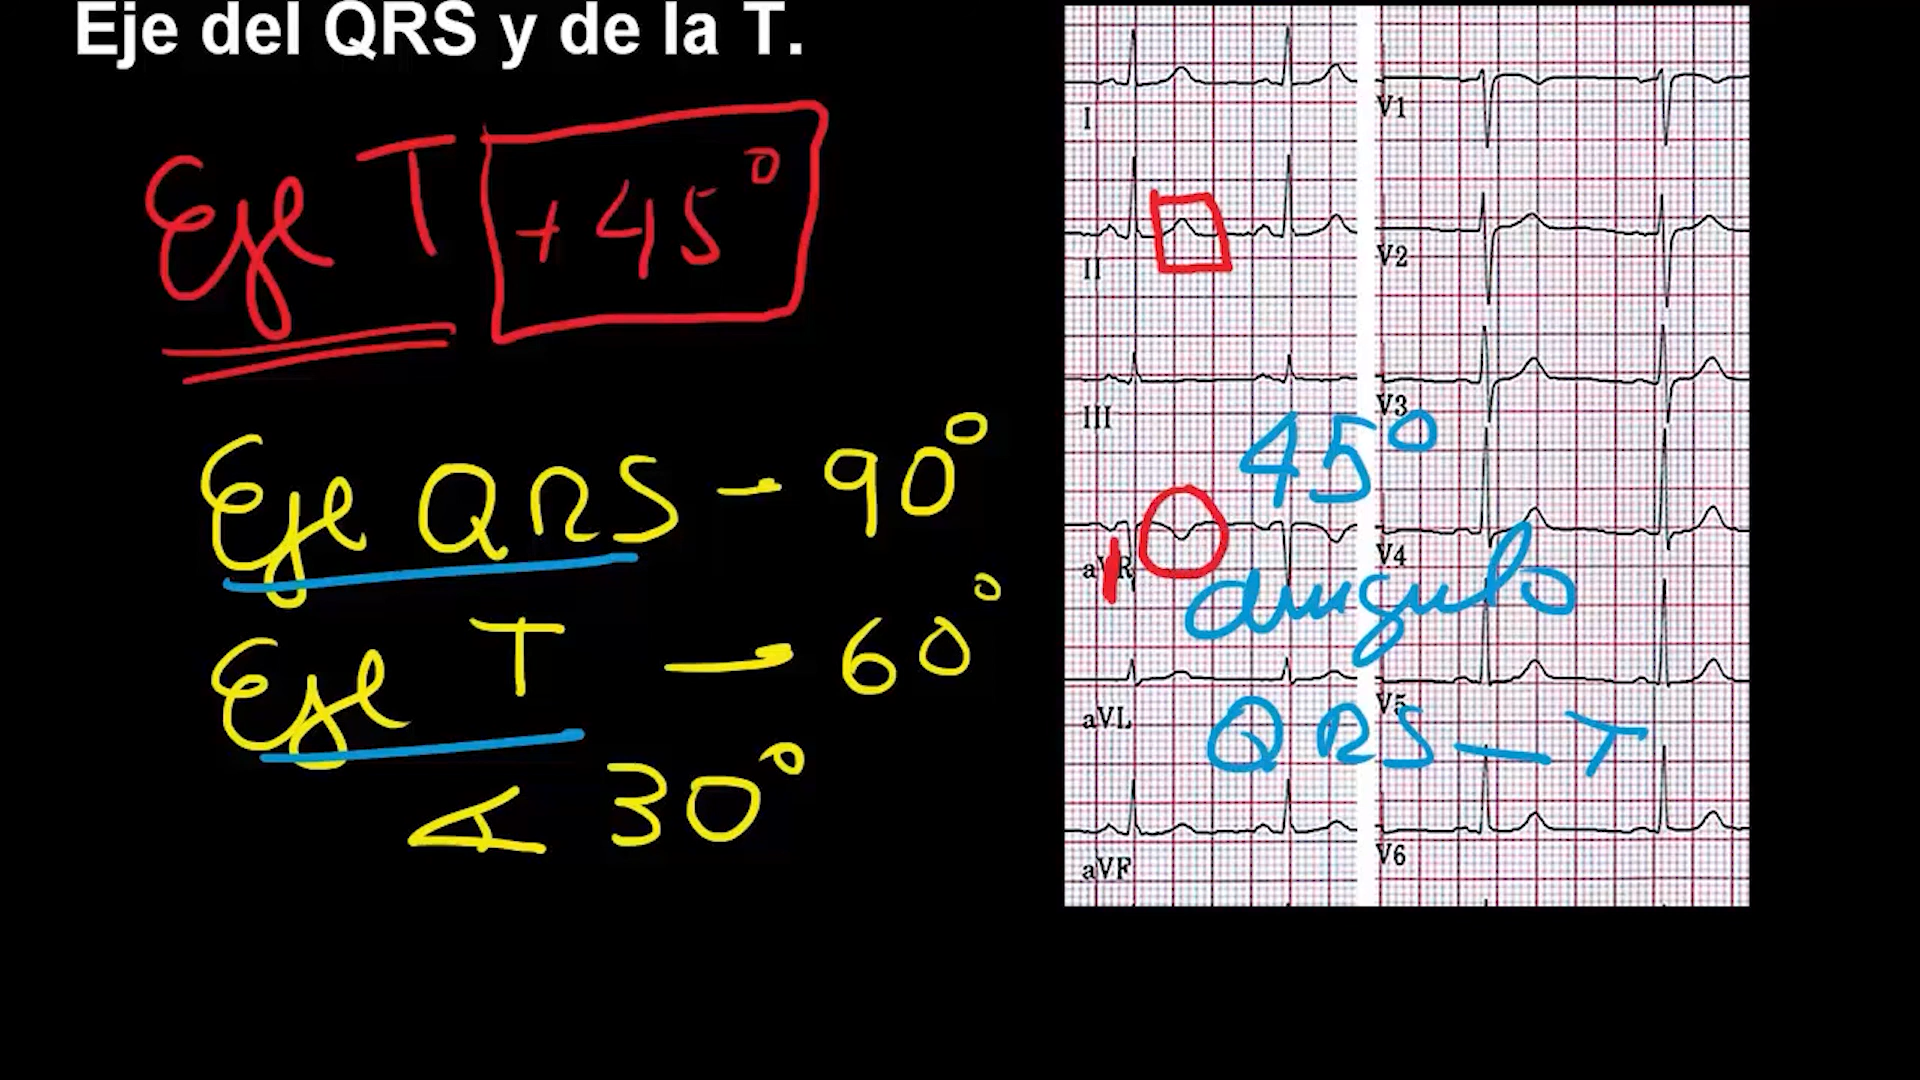 Eje del QRS y de la T.
Eje T +45°
Eje QRS - 90°
Eje T — 60°
∡ 30°
I
II
III
aVR
aVL
aVF
V1
V2
V3
V4
V5
V6
45°
ángulo
QRS — T